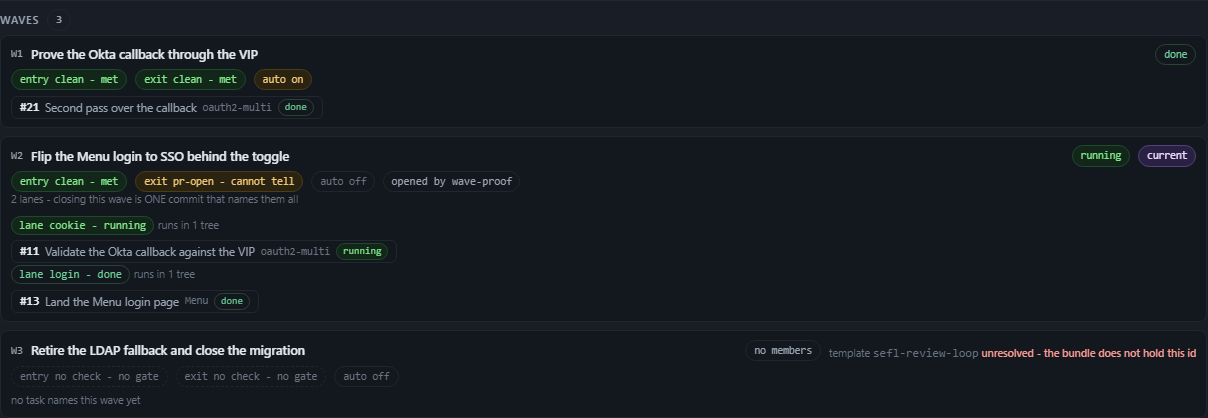 WAVES 3
W1 Prove the Okta callback through the VIP done
entry clean - met exit clean - met auto on
#21 Second pass over the callback oauth2-multi done
W2 Flip the Menu login to SSO behind the toggle running current
entry clean - met exit pr-open - cannot tell auto off opened by wave-proof
2 lanes - closing this wave is ONE commit that names them all
lane cookie - running runs in 1 tree
#11 Validate the Okta callback against the VIP oauth2-multi running
lane login - done runs in 1 tree
#13 Land the Menu login page Menu done
W3 Retire the LDAP fallback and close the migration no members template sefl-review-loop unresolved - the bundle does not hold this id
entry no check - no gate exit no check - no gate auto off
no task names this wave yet